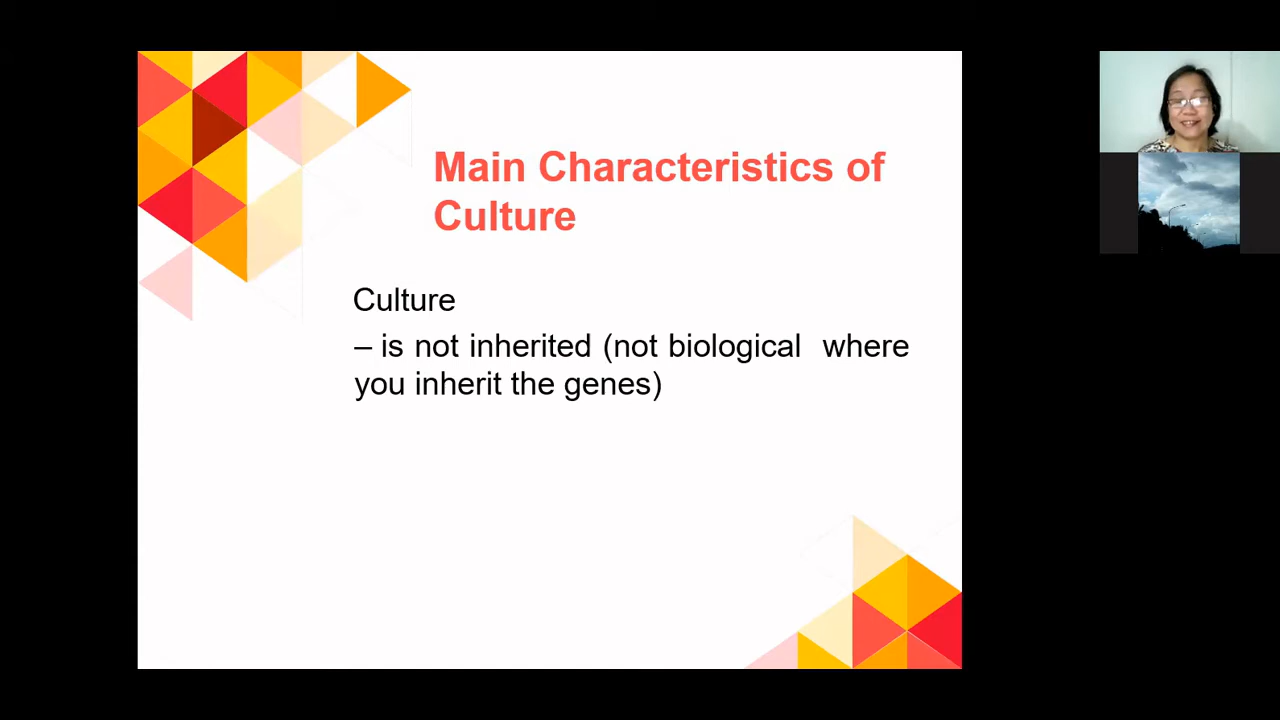 Main Characteristics of
Culture
Culture
– is not inherited (not biological where
you inherit the genes)